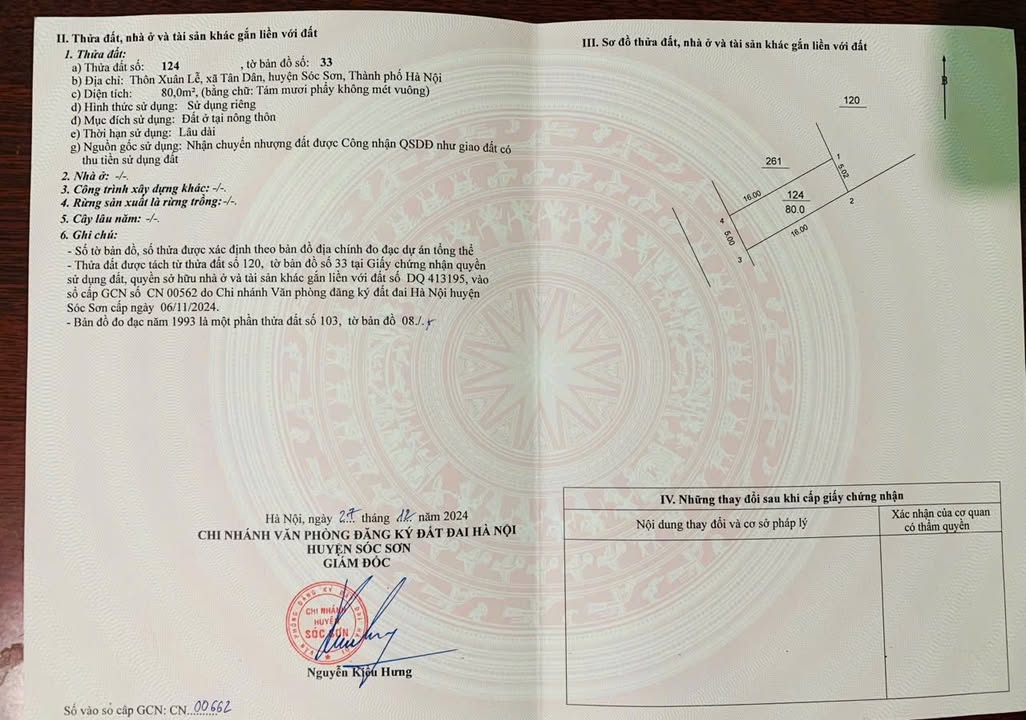 II. Thửa đất, nhà ở và tài sản khác gắn liền với đất
1. Thửa đất:
a) Thửa đất số: 124 , tờ bản đồ số: 33
b) Địa chỉ: Thôn Xuân Lễ, xã Tân Dân, huyện Sóc Sơn, Thành phố Hà Nội
c) Diện tích: 80,0m², (bằng chữ: Tám mươi phẩy không mét vuông)
d) Hình thức sử dụng: Sử dụng riêng
đ) Mục đích sử dụng: Đất ở tại nông thôn
e) Thời hạn sử dụng: Lâu dài
g) Nguồn gốc sử dụng: Nhận chuyển nhượng đất được Công nhận QSDĐ như giao đất có
thu tiền sử dụng đất
2. Nhà ở: -/-.
3. Công trình xây dựng khác: -/-.
4. Rừng sản xuất là rừng trồng:-/-.
5. Cây lâu năm: -/-.
6. Ghi chú:
- Số tờ bản đồ, số thửa được xác định theo bản đồ địa chính đo đạc dự án tổng thể
- Thửa đất được tách từ thửa đất số 120, tờ bản đồ số 33 tại Giấy chứng nhận quyền
sử dụng đất, quyền sở hữu nhà ở và tài sản khác gắn liền với đất số DQ 413195, vào
sổ cấp GCN số CN 00562 do Chi nhánh Văn phòng đăng ký đất đai Hà Nội huyện
Sóc Sơn cấp ngày 06/11/2024.
- Bản đồ đo đạc năm 1993 là một phần thửa đất số 103, tờ bản đồ 08./.
Hà Nội, ngày 27 tháng 12 năm 2024
CHI NHÁNH VĂN PHÒNG ĐĂNG KÝ ĐẤT ĐAI HÀ NỘI
HUYỆN SÓC SƠN
GIÁM ĐỐC
CHI NHÁNH
HUYỆN
SÓC SƠN
Nguyễn Kiệu Hưng
Số vào sổ cấp GCN: CN 00662
III. Sơ đồ thửa đất, nhà ở và tài sản khác gắn liền với đất
B
120
261
1
5.02
16.00
124
80.0
2
4
5.00
16.00
3
IV. Những thay đổi sau khi cấp giấy chứng nhận
Nội dung thay đổi và cơ sở pháp lý
Xác nhận của cơ quan
có thẩm quyền